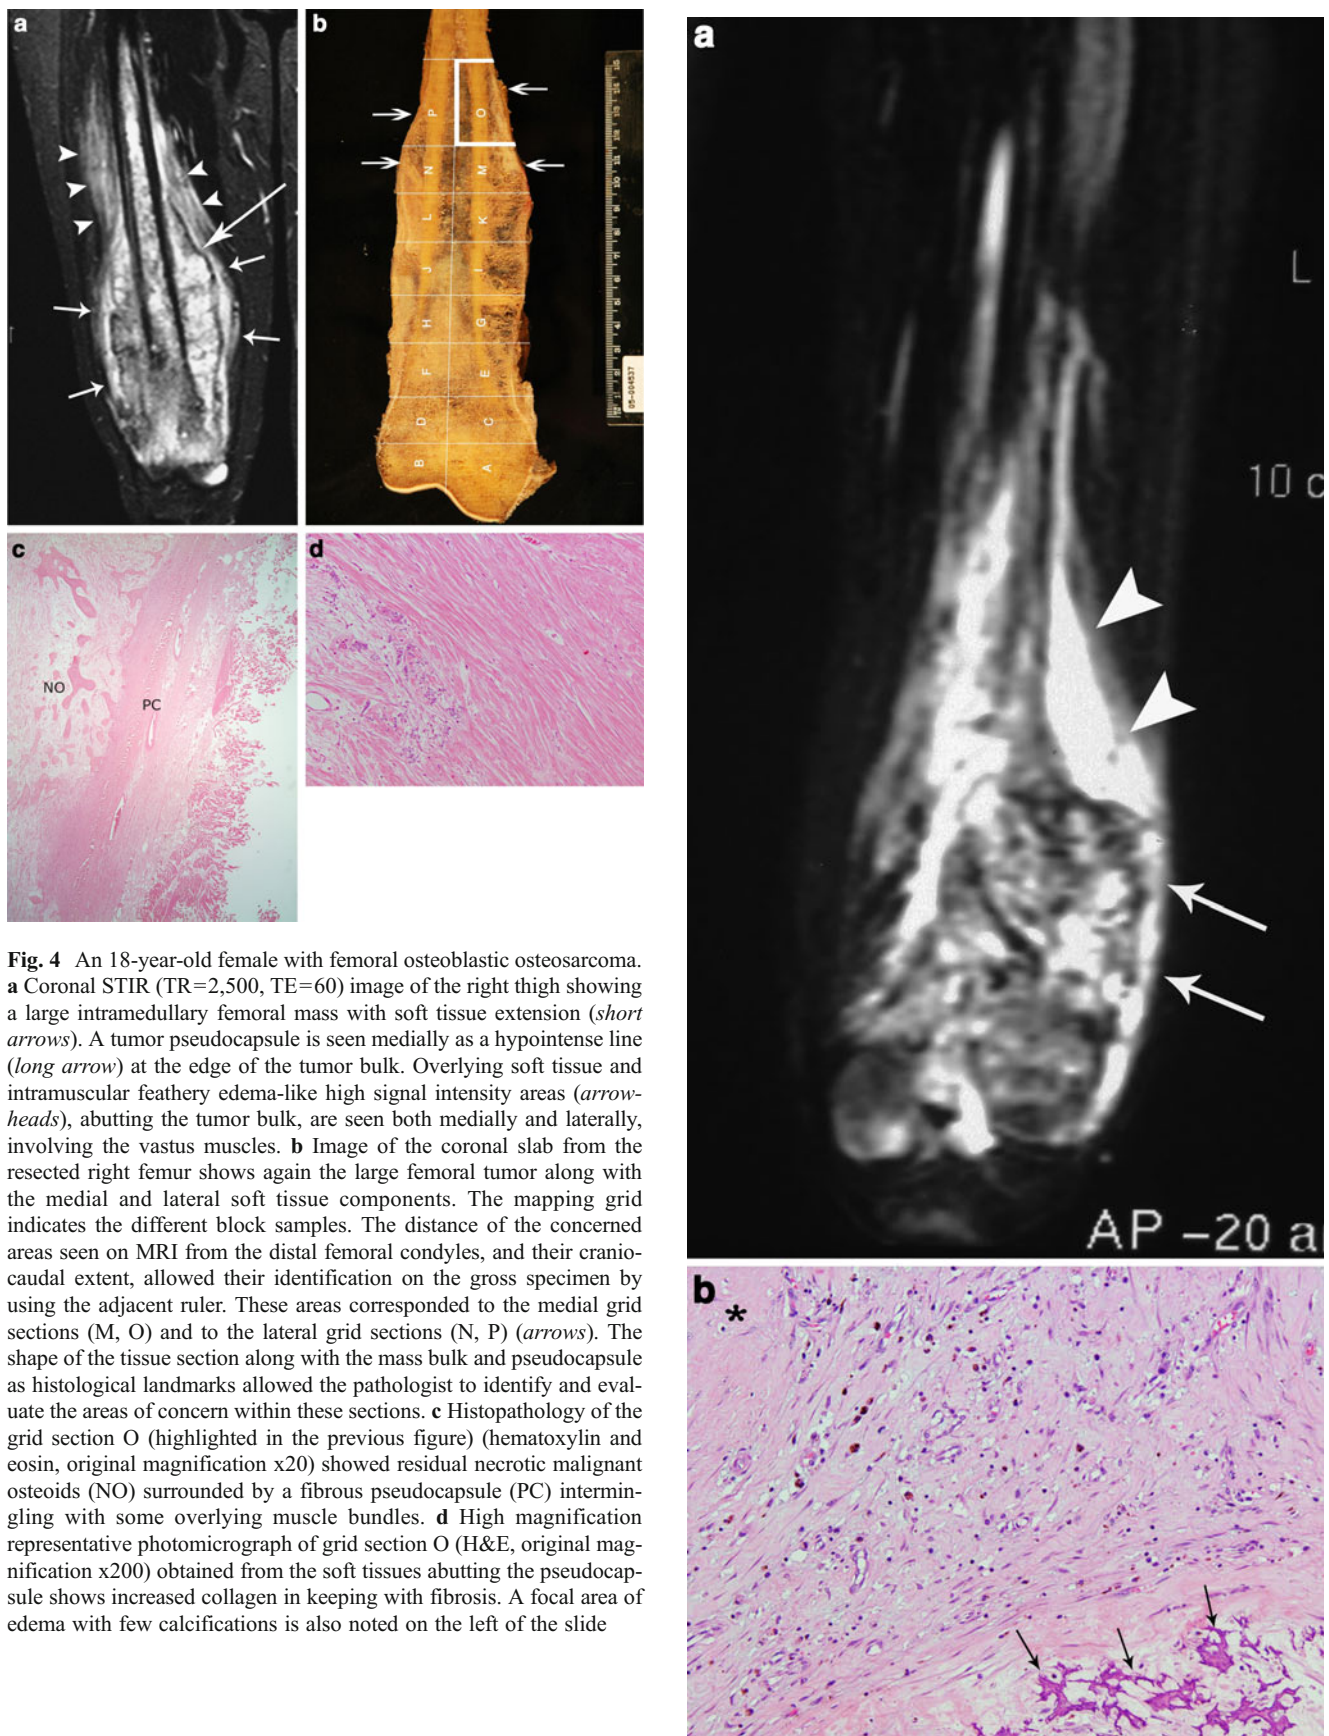 a
b
P
O
N
M
L
K
J
I
H
G
F
E
D
C
B
A
05-004537
c
NO
PC
d
Fig. 4 An 18-year-old female with femoral osteoblastic osteosarcoma.
a Coronal STIR (TR=2,500, TE=60) image of the right thigh showing
a large intramedullary femoral mass with soft tissue extension (short
arrows). A tumor pseudocapsule is seen medially as a hypointense line
(long arrow) at the edge of the tumor bulk. Overlying soft tissue and
intramuscular feathery edema-like high signal intensity areas (arrow-
heads), abutting the tumor bulk, are seen both medially and laterally,
involving the vastus muscles. b Image of the coronal slab from the
resected right femur shows again the large femoral tumor along with
the medial and lateral soft tissue components. The mapping grid
indicates the different block samples. The distance of the concerned
areas seen on MRI from the distal femoral condyles, and their cranio-
caudal extent, allowed their identification on the gross specimen by
using the adjacent ruler. These areas corresponded to the medial grid
sections (M, O) and to the lateral grid sections (N, P) (arrows). The
shape of the tissue section along with the mass bulk and pseudocapsule
as histological landmarks allowed the pathologist to identify and eval-
uate the areas of concern within these sections. c Histopathology of the
grid section O (highlighted in the previous figure) (hematoxylin and
eosin, original magnification x20) showed residual necrotic malignant
osteoids (NO) surrounded by a fibrous pseudocapsule (PC) intermin-
gling with some overlying muscle bundles. d High magnification
representative photomicrograph of grid section O (H&E, original mag-
nification x200) obtained from the soft tissues abutting the pseudocap-
sule shows increased collagen in keeping with fibrosis. A focal area of
edema with few calcifications is also noted on the left of the slide
a
L
10 c
AP -20 a
b
*